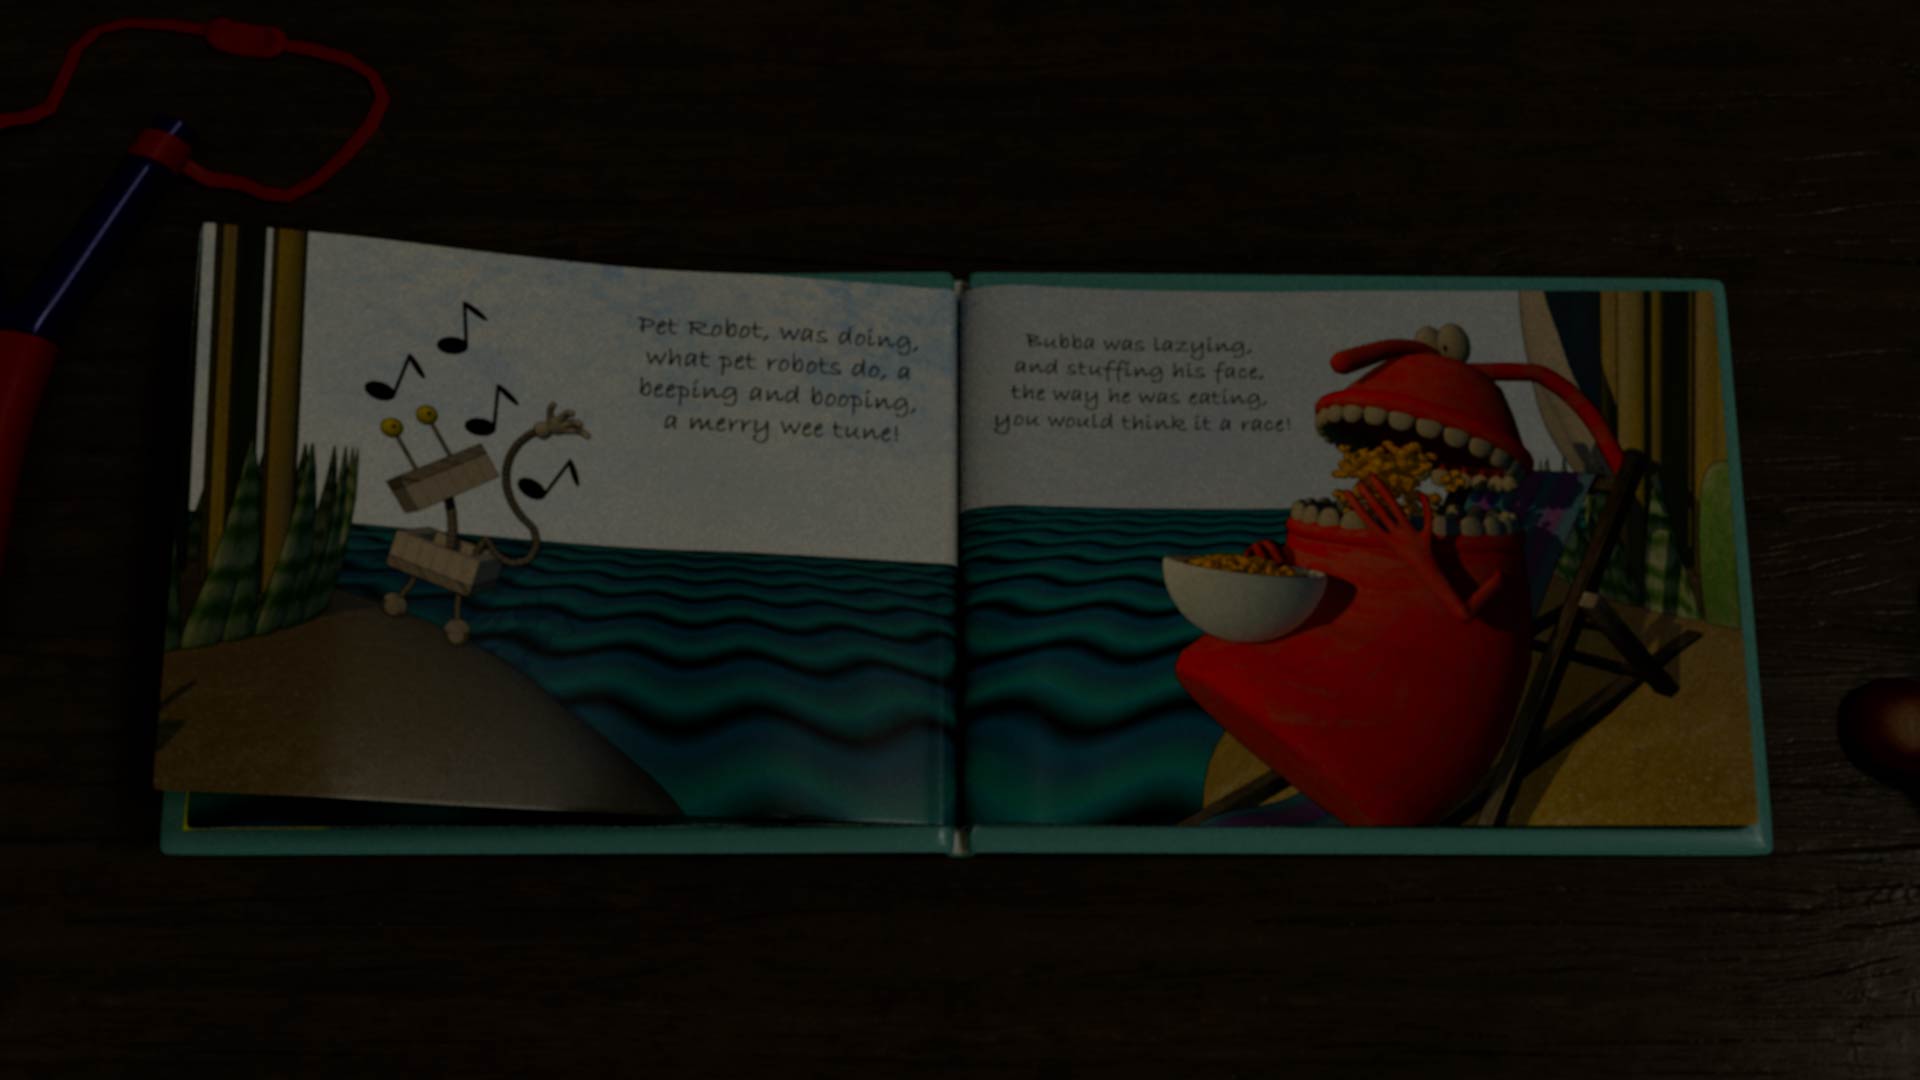 Pet Robot, was doing,
what pet robots do, a
beeping and booping,
a merry wee tune!
Bubba was lazying,
and stuffing his face,
the way he was eating,
you would think it a race!